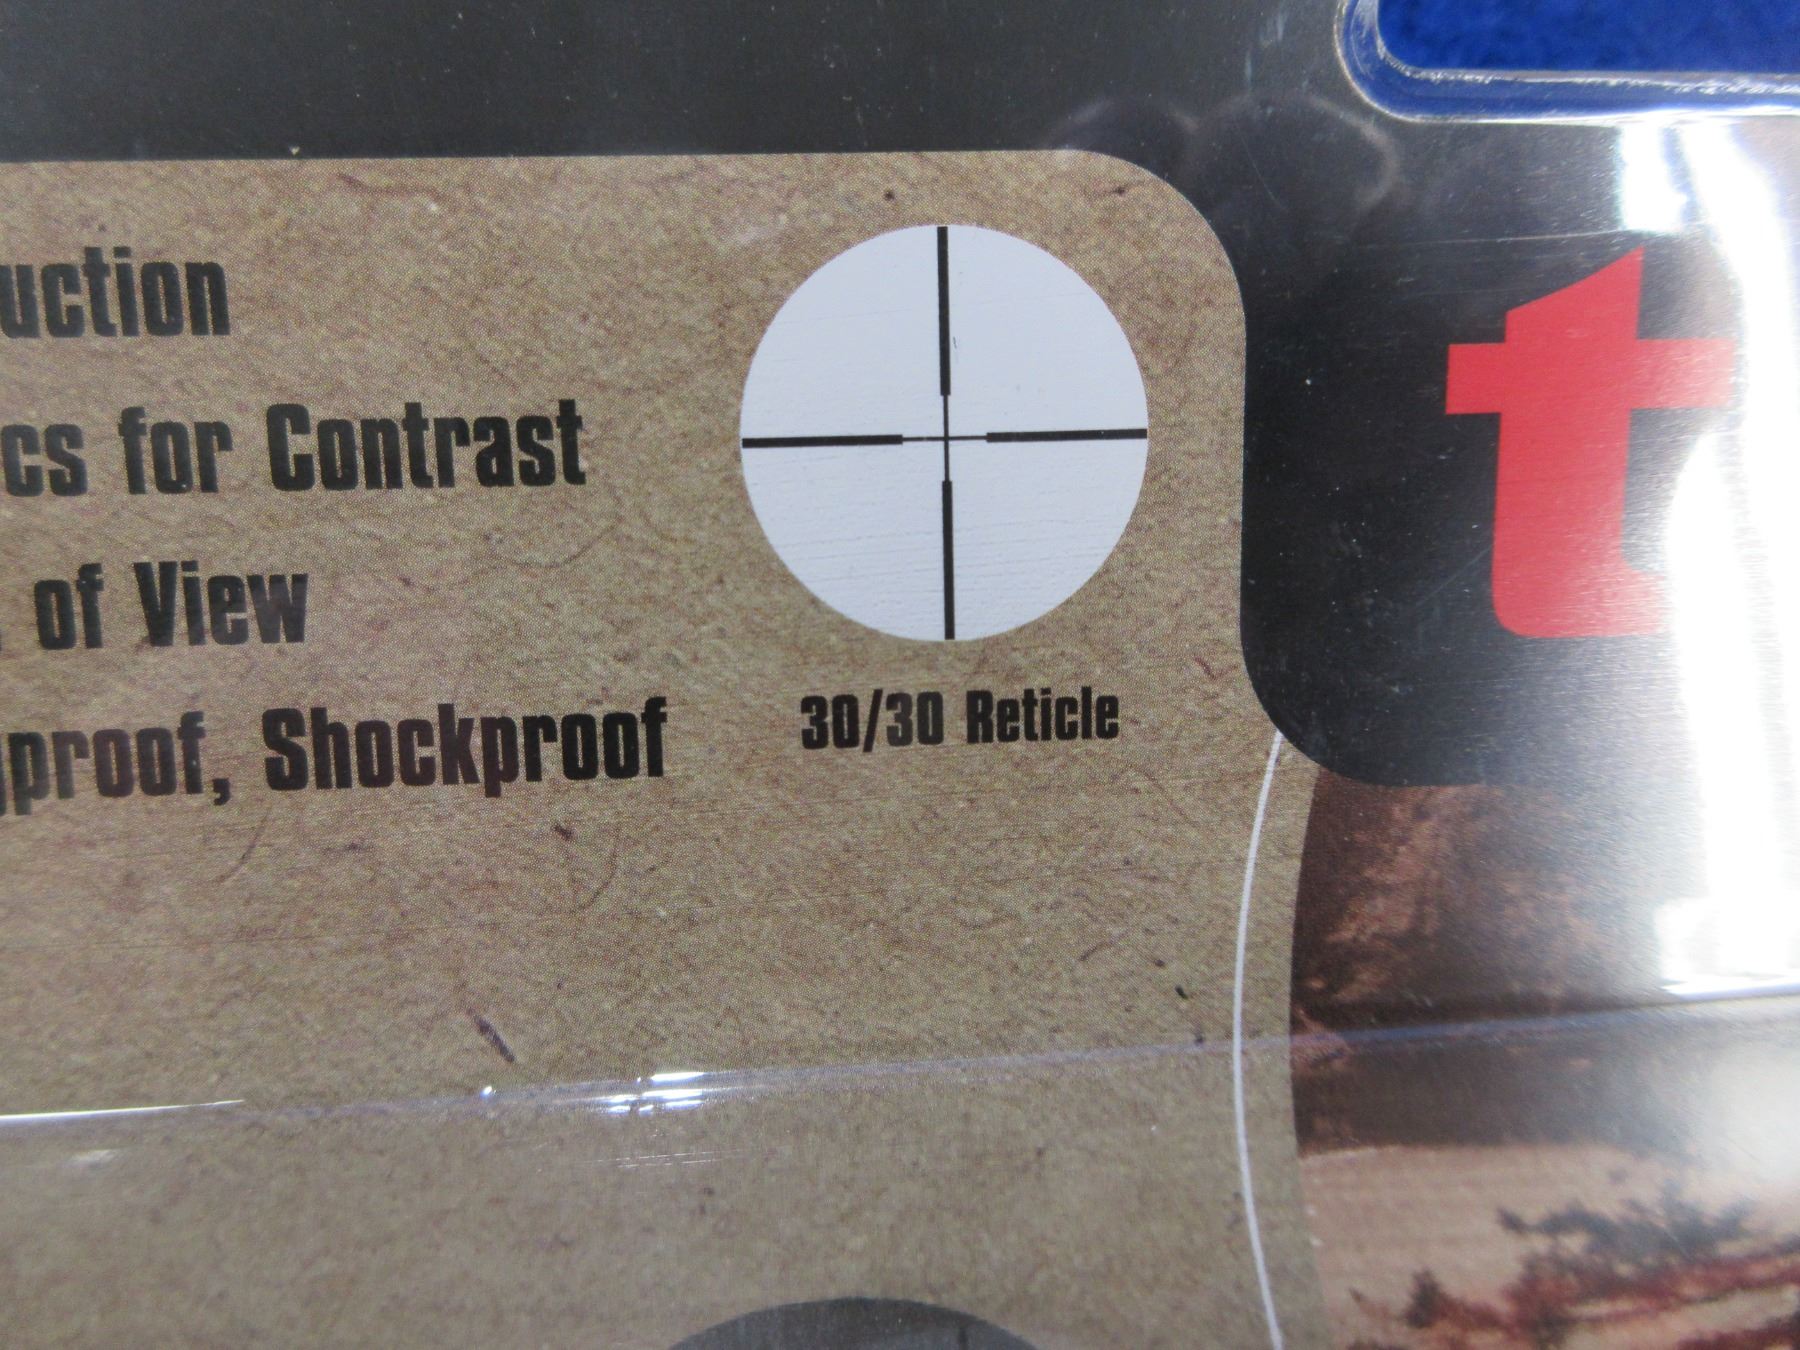 uction
cs for Contrast
. of View
proof, Shockproof
30/30 Reticle
t